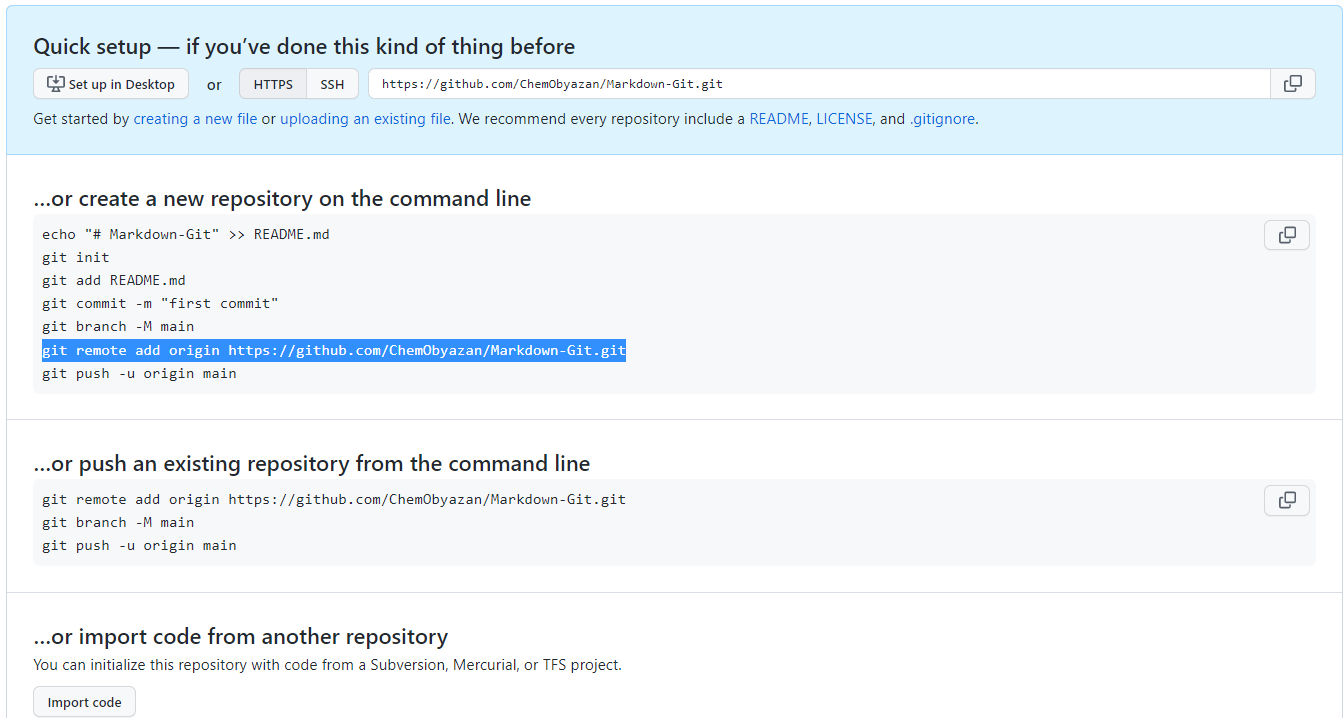 Quick setup — if you’ve done this kind of thing before
Set up in Desktop or HTTPS SSH https://github.com/ChemObyazan/Markdown-Git.git
Get started by creating a new file or uploading an existing file. We recommend every repository include a README, LICENSE, and .gitignore.
…or create a new repository on the command line
echo "# Markdown-Git" >> README.md
git init
git add README.md
git commit -m "first commit"
git branch -M main
git remote add origin https://github.com/ChemObyazan/Markdown-Git.git
git push -u origin main
…or push an existing repository from the command line
git remote add origin https://github.com/ChemObyazan/Markdown-Git.git
git branch -M main
git push -u origin main
…or import code from another repository
You can initialize this repository with code from a Subversion, Mercurial, or TFS project.
Import code